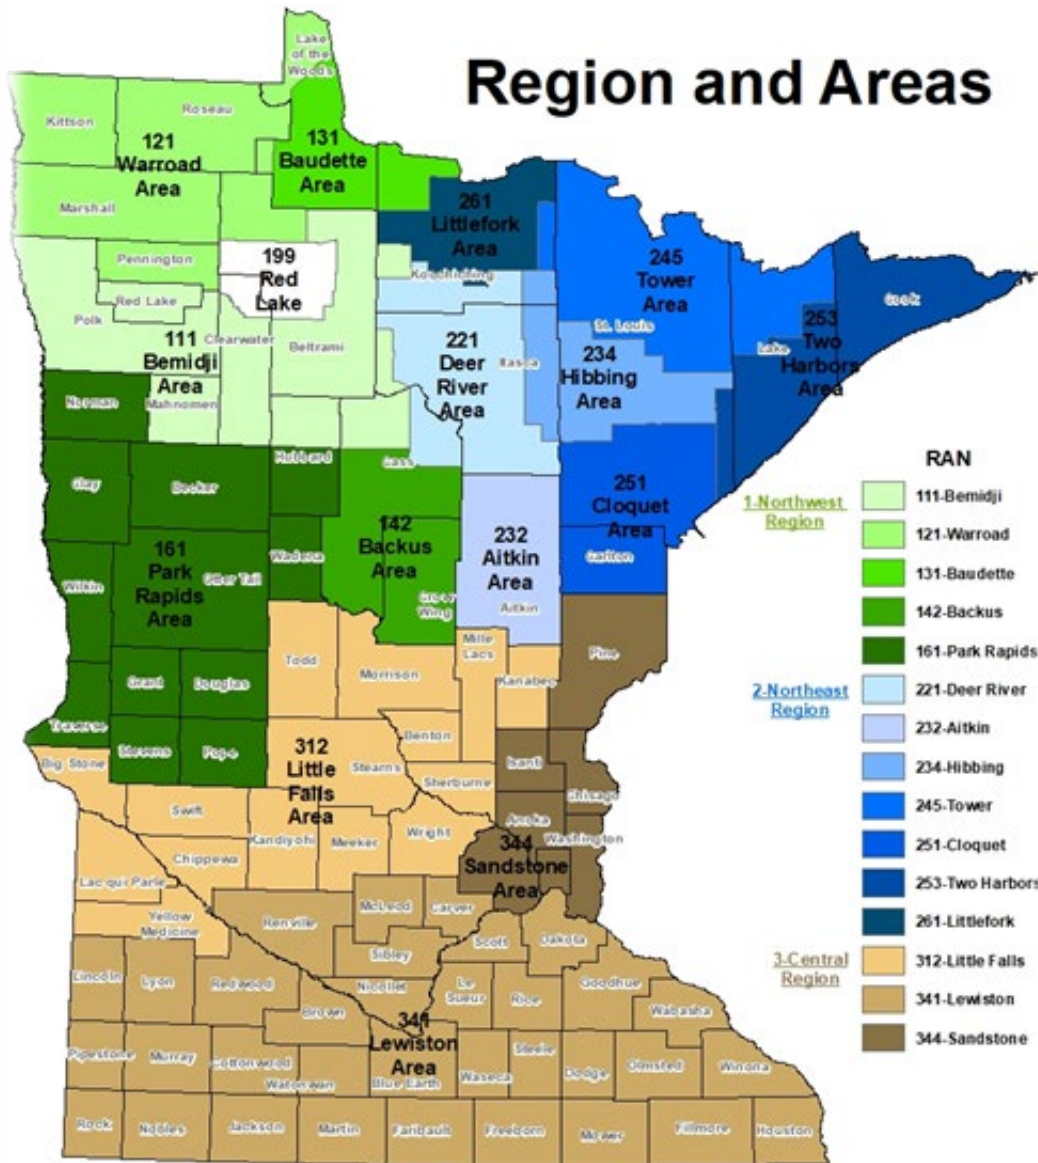 Region and Areas
Lake
of the
Woods
Kittson
Roseau
121
Warroad
Area
131
Baudette
Area
261
Littlefork
Area
Marshall
199
Red
Lake
245
Tower
Area
Pennington
Koochiching
Red Lake
Cook
Polk
Clearwater
Beltrami
111
Bemidji
Area
221
Deer
River
Area
Itasca
St. Louis
234
Hibbing
Area
Lake
253
Two
Harbors
Area
Norman
Mahnomen
Hubbard
Cass
Clay
Becker
251
Cloquet
Area
142
Backus
Area
232
Aitkin
Area
161
Park
Rapids
Area
Otter Tail
Wadena
Carlton
Wilkin
Crow
Wing
Aitkin
Todd
Morrison
Mille
Lacs
Kanabec
Pine
Grant
Douglas
Traverse
Stevens
Pope
Benton
312
Little
Falls
Area
Big Stone
Stearns
Isanti
Sherburne
Chisago
Swift
Anoka
Kandiyohi
Meeker
Wright
Washington
344
Sandstone
Area
Chippewa
Lac qui Parle
Yellow
Medicine
Renville
McLeod
Carver
Scott
Dakota
Sibley
Lincoln
Lyon
Redwood
Nicollet
Le
Sueur
Rice
Goodhue
Wabasha
Brown
341
Lewiston
Area
Pipestone
Murray
Cottonwood
Watonwan
Blue Earth
Waseca
Steele
Dodge
Olmsted
Winona
Rock
Nobles
Jackson
Martin
Faribault
Freeborn
Mower
Fillmore
Houston
RAN
1-Northwest
Region
111-Bemidji
121-Warroad
131-Baudette
142-Backus
161-Park Rapids
2-Northeast
Region
221-Deer River
232-Aitkin
234-Hibbing
245-Tower
251-Cloquet
253-Two Harbors
261-Littlefork
3-Central
Region
312-Little Falls
341-Lewiston
344-Sandstone